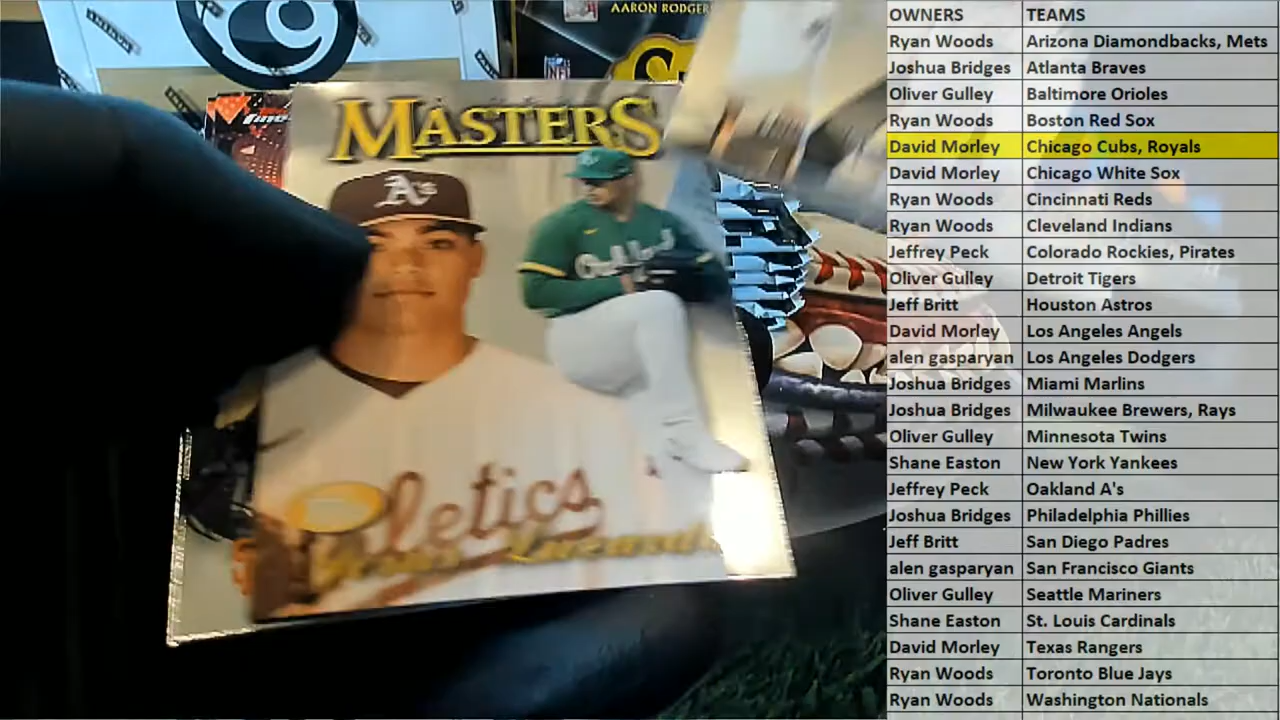 AARON RODGERS
NFL
MASTERS
A's
Oakland
letics
OWNERS TEAMS
Ryan Woods Arizona Diamondbacks, Mets
Joshua Bridges Atlanta Braves
Oliver Gulley Baltimore Orioles
Ryan Woods Boston Red Sox
David Morley Chicago Cubs, Royals
David Morley Chicago White Sox
Ryan Woods Cincinnati Reds
Ryan Woods Cleveland Indians
Jeffrey Peck Colorado Rockies, Pirates
Oliver Gulley Detroit Tigers
Jeff Britt Houston Astros
David Morley Los Angeles Angels
alen gasparyan Los Angeles Dodgers
Joshua Bridges Miami Marlins
Joshua Bridges Milwaukee Brewers, Rays
Oliver Gulley Minnesota Twins
Shane Easton New York Yankees
Jeffrey Peck Oakland A's
Joshua Bridges Philadelphia Phillies
Jeff Britt San Diego Padres
alen gasparyan San Francisco Giants
Oliver Gulley Seattle Mariners
Shane Easton St. Louis Cardinals
David Morley Texas Rangers
Ryan Woods Toronto Blue Jays
Ryan Woods Washington Nationals